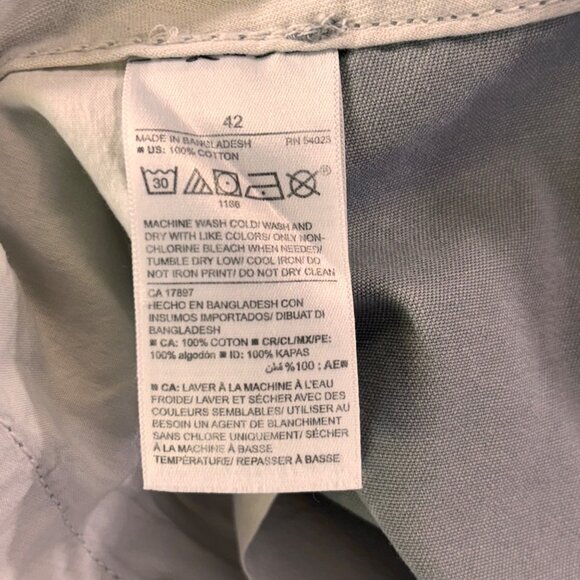 42
MADE IN BANGLADESH RN 54023
US: 100% COTTON
30
®
1186
MACHINE WASH COLD/ WASH AND
DRY WITH LIKE COLORS/ ONLY NON-
CHLORINE BLEACH WHEN NEEDED/
TUMBLE DRY LOW/ COOL IRON/ DO
NOT IRON PRINT/ DO NOT DRY CLEAN
CA 17897
HECHO EN BANGLADESH CON
INSUMOS IMPORTADOS/ DIBUAT DI
BANGLADESH
CA: 100% COTON CR/CL/MX/PE:
100% algodón ID: 100% KAPAS
AE: 100% قطن
CA: LAVER À LA MACHINE À L'EAU
FROIDE/ LAVER ET SÉCHER AVEC DES
COULEURS SEMBLABLES/ UTILISER AU
BESOIN UN AGENT DE BLANCHIMENT
SANS CHLORE UNIQUEMENT/ SÉCHER
À LA MACHINE À BASSE
TEMPÉRATURE/ REPASSER À BASSE